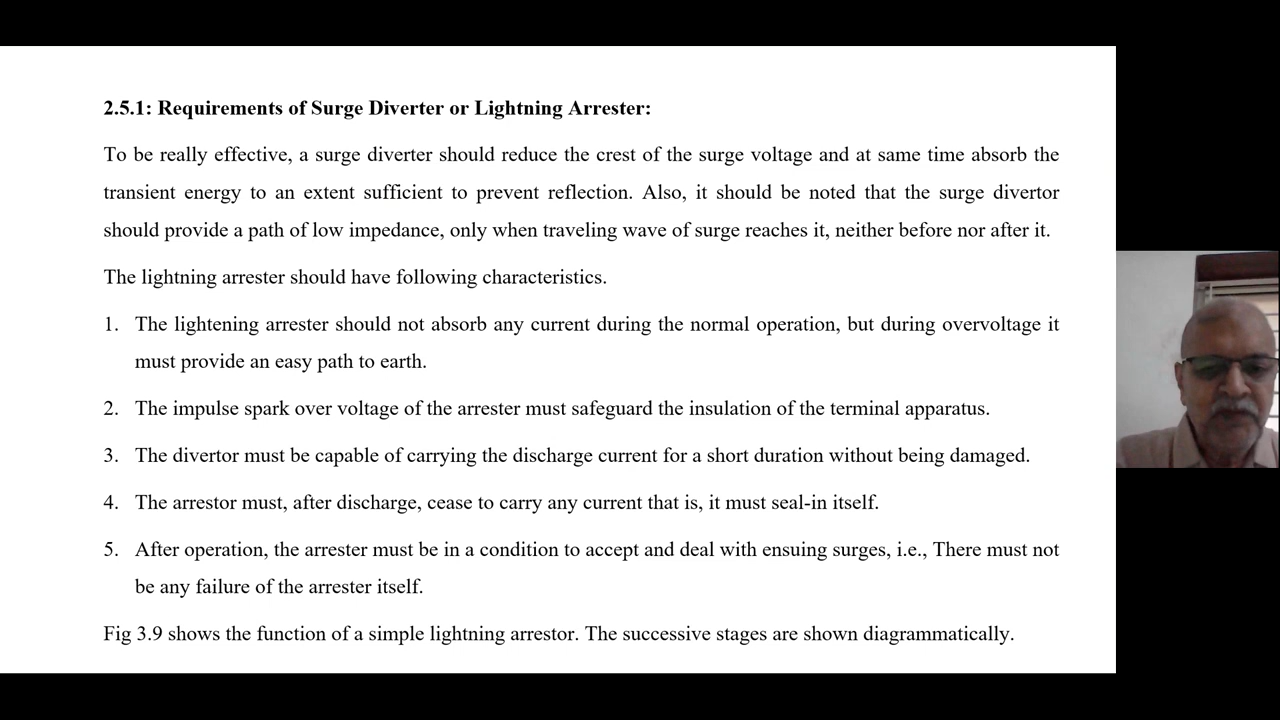 2.5.1: Requirements of Surge Diverter or Lightning Arrester:
To be really effective, a surge diverter should reduce the crest of the surge voltage and at same time absorb the
transient energy to an extent sufficient to prevent reflection. Also, it should be noted that the surge divertor
should provide a path of low impedance, only when traveling wave of surge reaches it, neither before nor after it.
The lightning arrester should have following characteristics.
1. The lightening arrester should not absorb any current during the normal operation, but during overvoltage it
must provide an easy path to earth.
2. The impulse spark over voltage of the arrester must safeguard the insulation of the terminal apparatus.
3. The divertor must be capable of carrying the discharge current for a short duration without being damaged.
4. The arrestor must, after discharge, cease to carry any current that is, it must seal-in itself.
5. After operation, the arrester must be in a condition to accept and deal with ensuing surges, i.e., There must not
be any failure of the arrester itself.
Fig 3.9 shows the function of a simple lightning arrestor. The successive stages are shown diagrammatically.